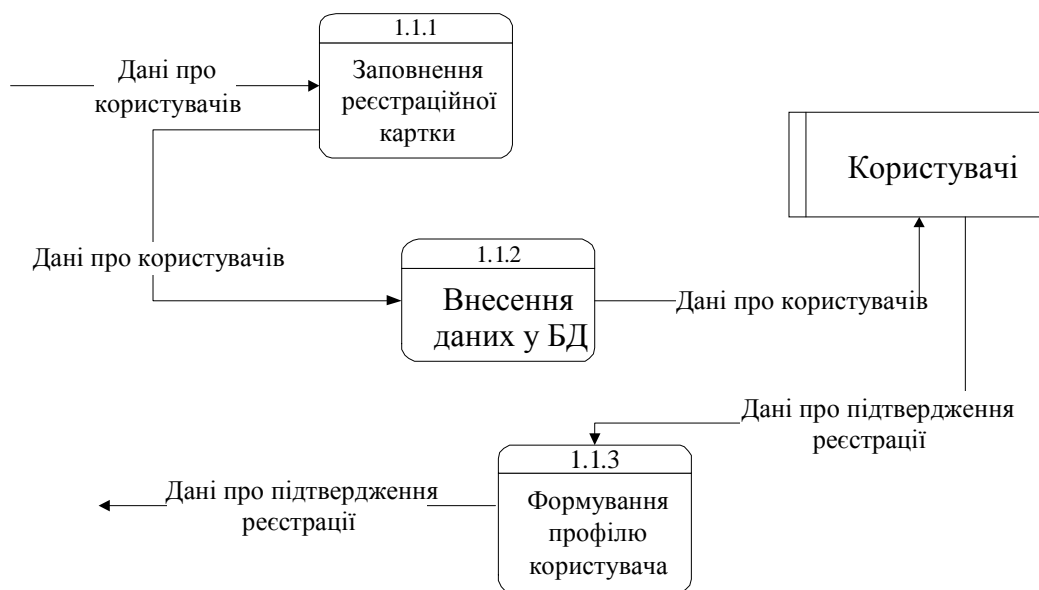 1.1.1
Дані про
користувачів
Заповнення
реєстраційної
картки
Користувачі
Дані про користувачів
1.1.2
Внесення
даних у БД
Дані про користувачів
Дані про підтвердження
реєстрації
1.1.3
Формування
профілю
користувача
Дані про підтвердження
реєстрації